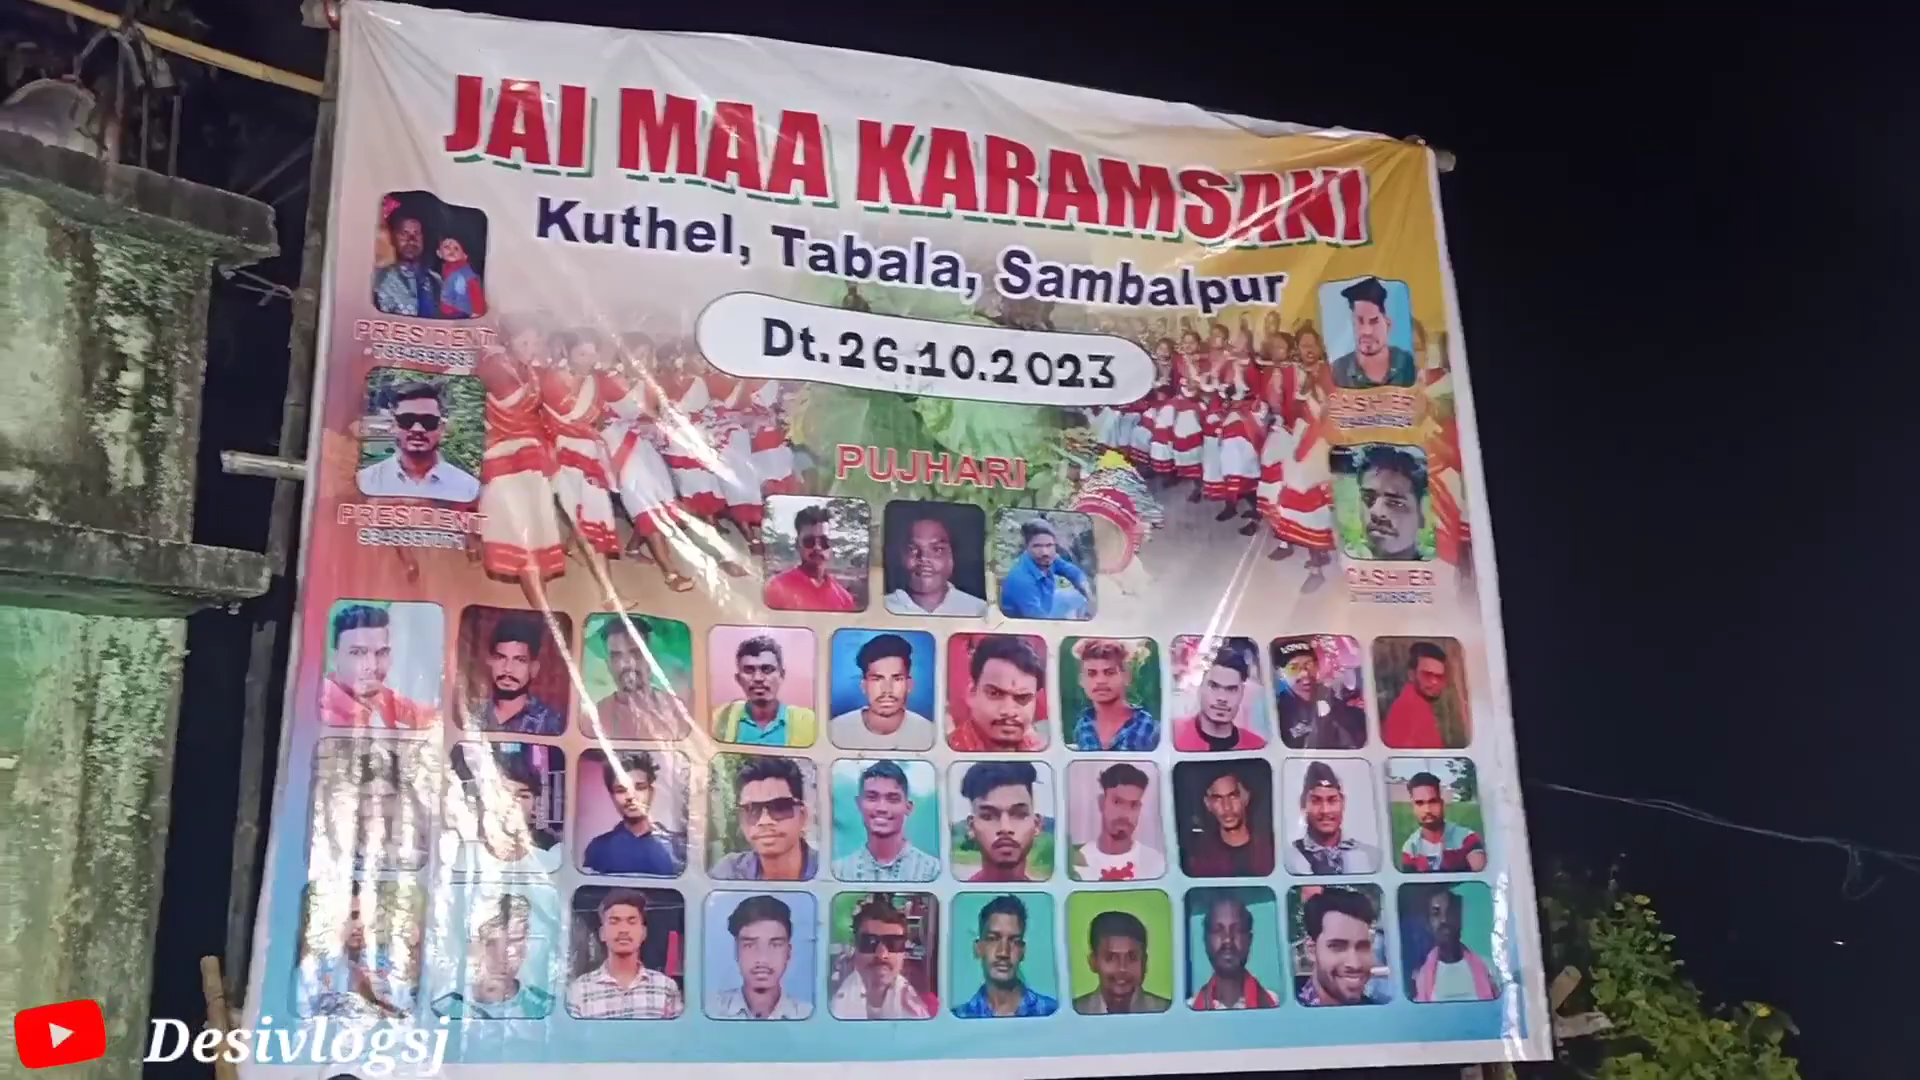 JAI MAA KARAMSANI
Kuthel, Tabala, Sambalpur
Dt.26.10.2023
PRESIDENT
CASHIER
PUJHARI
PRESIDENT
CASHIER
Desivlogsj